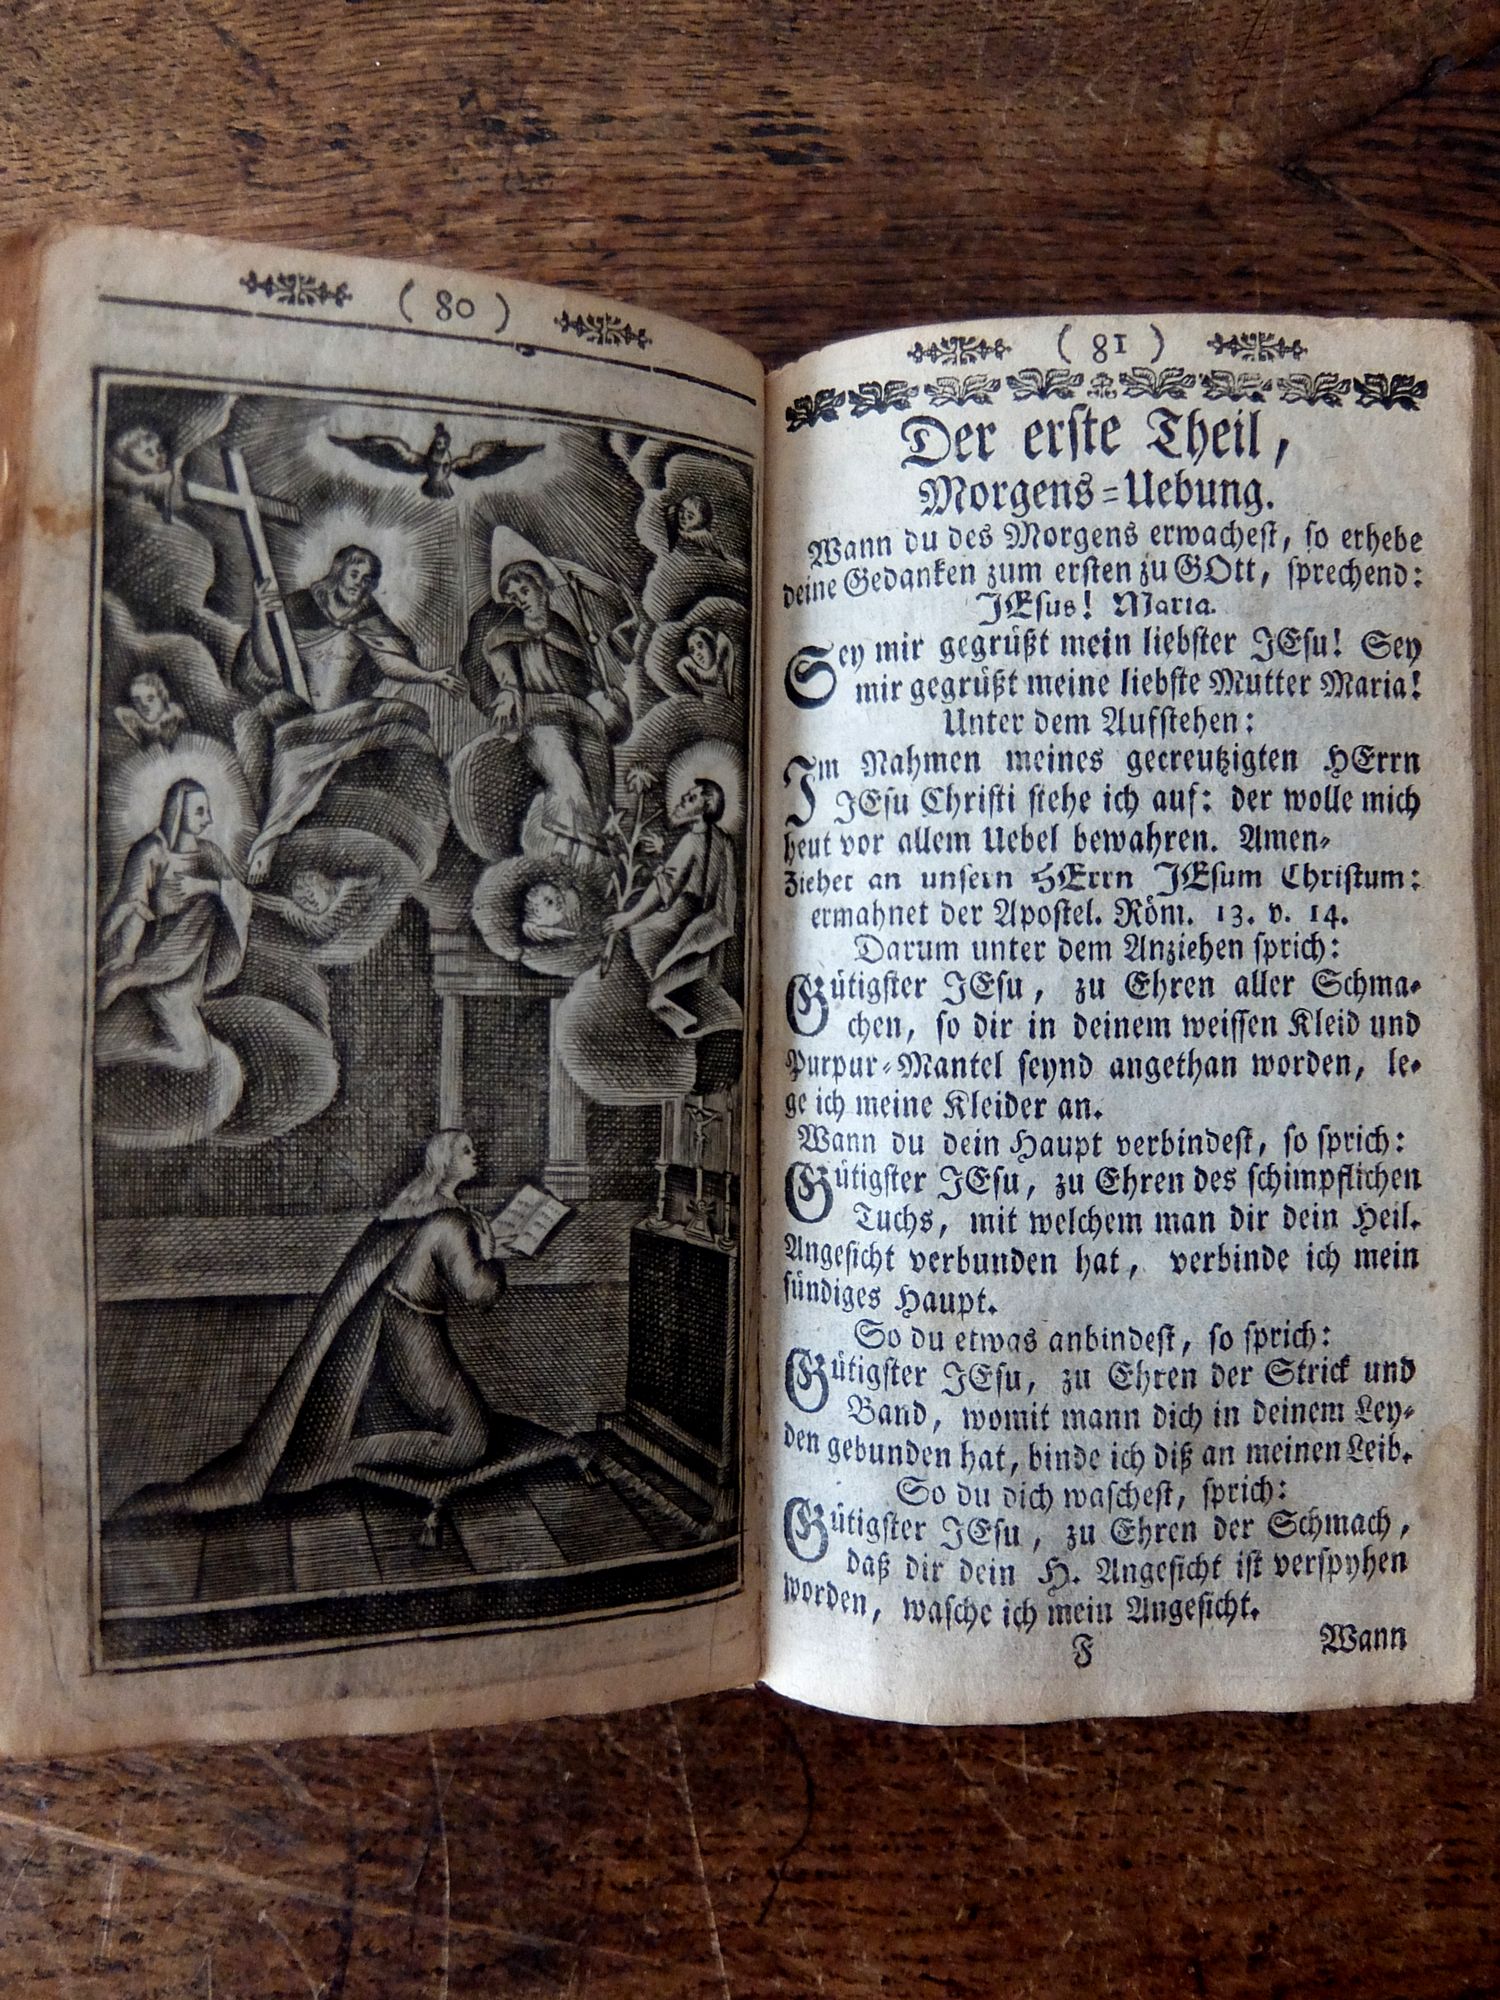 ( 80 )
( 81 )
Der erste Theil,
Morgens=Uebung.
Wann du des Morgens erwachest, so erhebe
deine Gedanken zum ersten zu GOtt, sprechend:
JEsus! Maria.
Sey mir gegrüßt mein liebster JEsu! Sey
mir gegrüßt meine liebste Mutter Maria!
Unter dem Aufstehen:
Im Nahmen meines gecreutzigten HErrn
JEsu Christi stehe ich auf: der wolle mich
heut vor allem Uebel bewahren. Amen=
Ziehet an unsern HErrn JEsum Christum:
ermahnet der Apostel. Röm. 13. v. 14.
Darum unter dem Anziehen sprich:
Gütigster JEsu, zu Ehren aller Schma=
chen, so dir in deinem weissen Kleid und
Purpur=Mantel seynd angethan worden, le=
ge ich meine Kleider an.
Wann du dein Haupt verbindest, so sprich:
Gütigster JEsu, zu Ehren des schimpflichen
Tuchs, mit welchem man dir dein Heil.
Angesicht verbunden hat, verbinde ich mein
sündiges Haupt.
So du etwas anbindest, so sprich:
Gütigster JEsu, zu Ehren der Strick und
Band, womit mann dich in deinem Ley=
den gebunden hat, binde ich diß an meinen Leib.
So du dich waschest, sprich:
Gütigster JEsu, zu Ehren der Schmach,
daß dir dein H. Angesicht ist verspyhen
worden, wasche ich mein Angesicht.
F
Wann